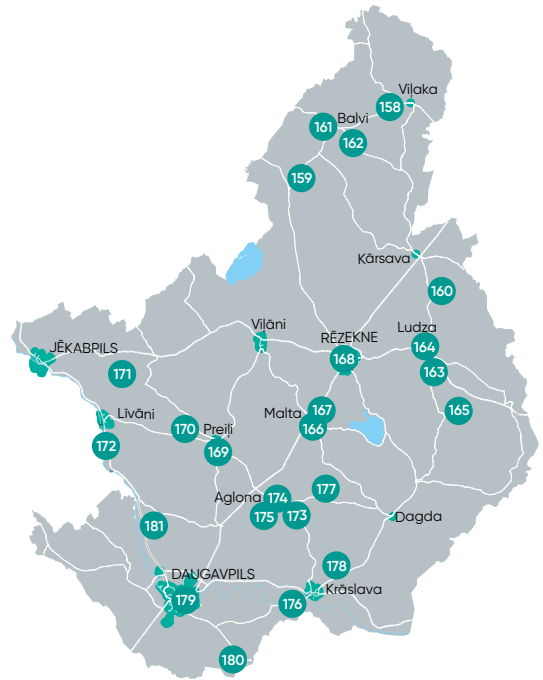 Viļaka
158
161
Balvi
162
159
Kārsava
160
Ludza
Viļāni
RĒZEKNE
164
168
JĒKABPILS
163
171
167
165
Līvāni
Malta
170
Preiļi
166
172
169
177
Aglona
174
175
173
Dagda
181
178
DAUGAVPILS
Krāslava
179
176
180